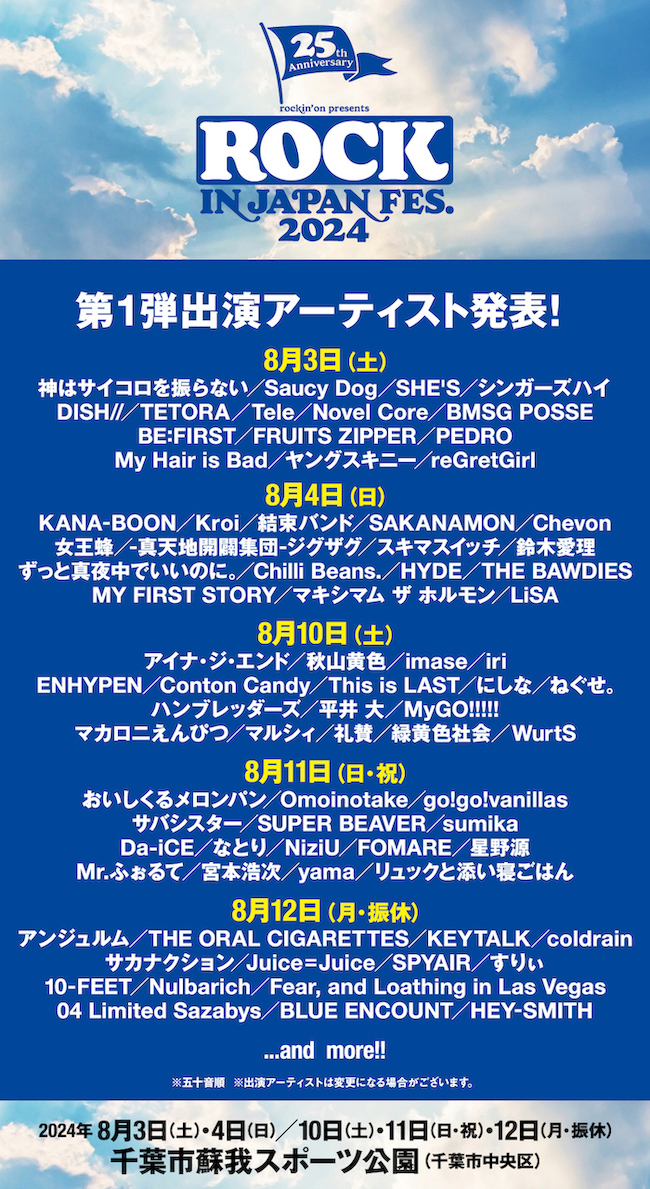 25th
Anniversary
rockin'on presents
ROCK
IN JAPAN FES.
2024
第1弾出演アーティスト発表!
8月3日(土)
神はサイコロを振らない／Saucy Dog／SHE'S／シンガーズハイ
DISH//／TETORA／Tele／Novel Core／BMSG POSSE
BE:FIRST／FRUITS ZIPPER／PEDRO
My Hair is Bad／ヤングスキニー／reGretGirl
8月4日(日)
KANA-BOON／Kroi／結束バンド／SAKANAMON／Chevon
女王蜂／-真天地開闢集団-ジグザグ／スキマスイッチ／鈴木愛理
ずっと真夜中でいいのに。／Chilli Beans.／HYDE／THE BAWDIES
MY FIRST STORY／マキシマム ザ ホルモン／LiSA
8月10日(土)
アイナ・ジ・エンド／秋山黄色／imase／iri
ENHYPEN／Conton Candy／This is LAST／にしな／ねぐせ。
ハンブレッダーズ／平井 大／MyGO!!!!!
マカロニえんぴつ／マルシィ／礼賛／緑黄色社会／WurtS
8月11日(日・祝)
おいしくるメロンパン／Omoinotake／go!go!vanillas
サバシスター／SUPER BEAVER／sumika
Da-iCE／なとり／NiziU／FOMARE／星野源
Mr.ふぉるて／宮本浩次／yama／リュックと添い寝ごはん
8月12日(月・振休)
アンジュルム／THE ORAL CIGARETTES／KEYTALK／coldrain
サカナクション／Juice=Juice／SPYAIR／すりぃ
10-FEET／Nulbarich／Fear, and Loathing in Las Vegas
04 Limited Sazabys／BLUE ENCOUNT／HEY-SMITH
...and more!!
※五十音順 ※出演アーティストは変更になる場合がございます。
2024年 8月3日(土)・4日(日)／10日(土)・11日(日・祝)・12日(月・振休)
千葉市蘇我スポーツ公園(千葉市中央区)